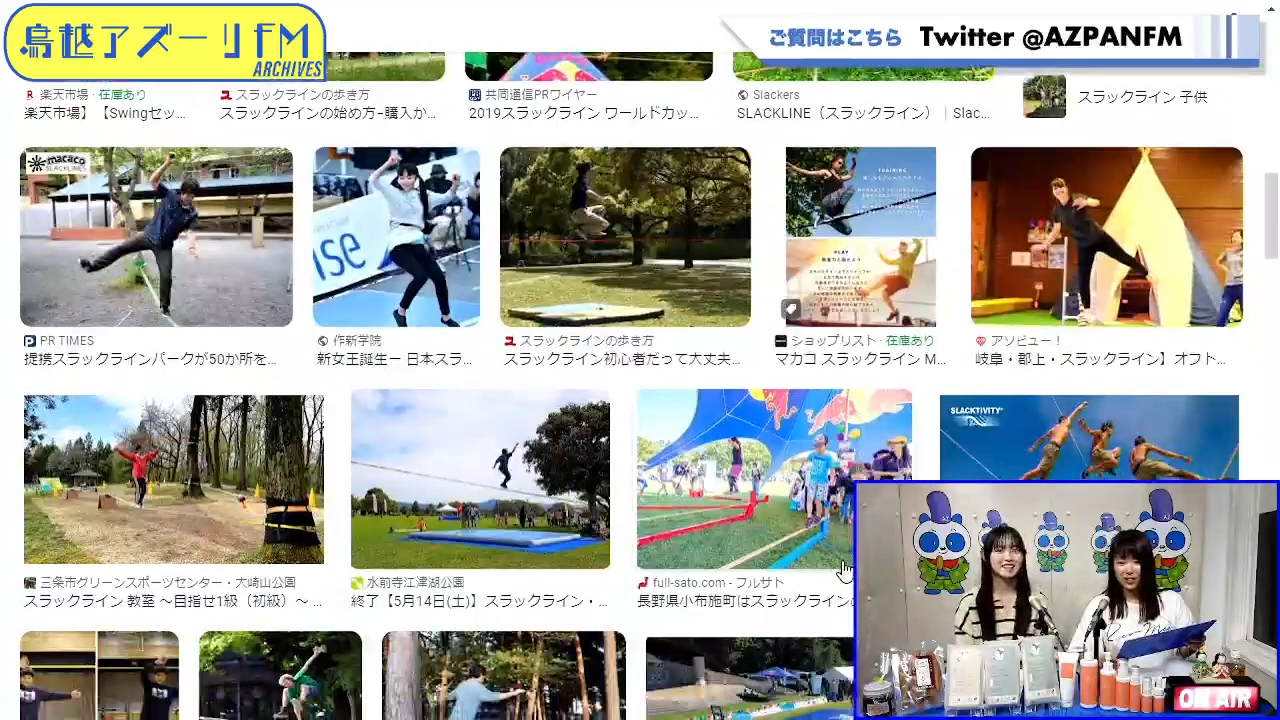 鳥越アズーリFM
ARCHIVES
ご質問はこちら Twitter @AZPANFM
楽天市場・在庫あり
楽天市場】【Swingセッ...
スラックラインの歩き方
スラックラインの始め方-購入か...
共同通信PRワイヤー
2019スラックライン ワールドカッ...
Slackers
SLACKLINE（スラックライン）｜Slac...
スラックライン 子供
macaco
SLACKLINES
TRAINING
PLAY
PR TIMES
提携スラックラインパークが50か所を...
作新学院
新女王誕生ー 日本スラ...
スラックラインの歩き方
スラックライン初心者だって大丈夫...
ショップリスト・在庫あり
マカコ スラックライン M...
アソビュー！
岐阜・郡上・スラックライン】オフト...
SLACKTIVITY
三条市グリーンスポーツセンター・大崎山公園
スラックライン 教室 ～目指せ1級（初級）～ ...
水前寺江津湖公園
終了【5月14日(土)】スラックライン・...
full-sato.com - フルサト
長野県小布施町はスラックライン
ON AIR